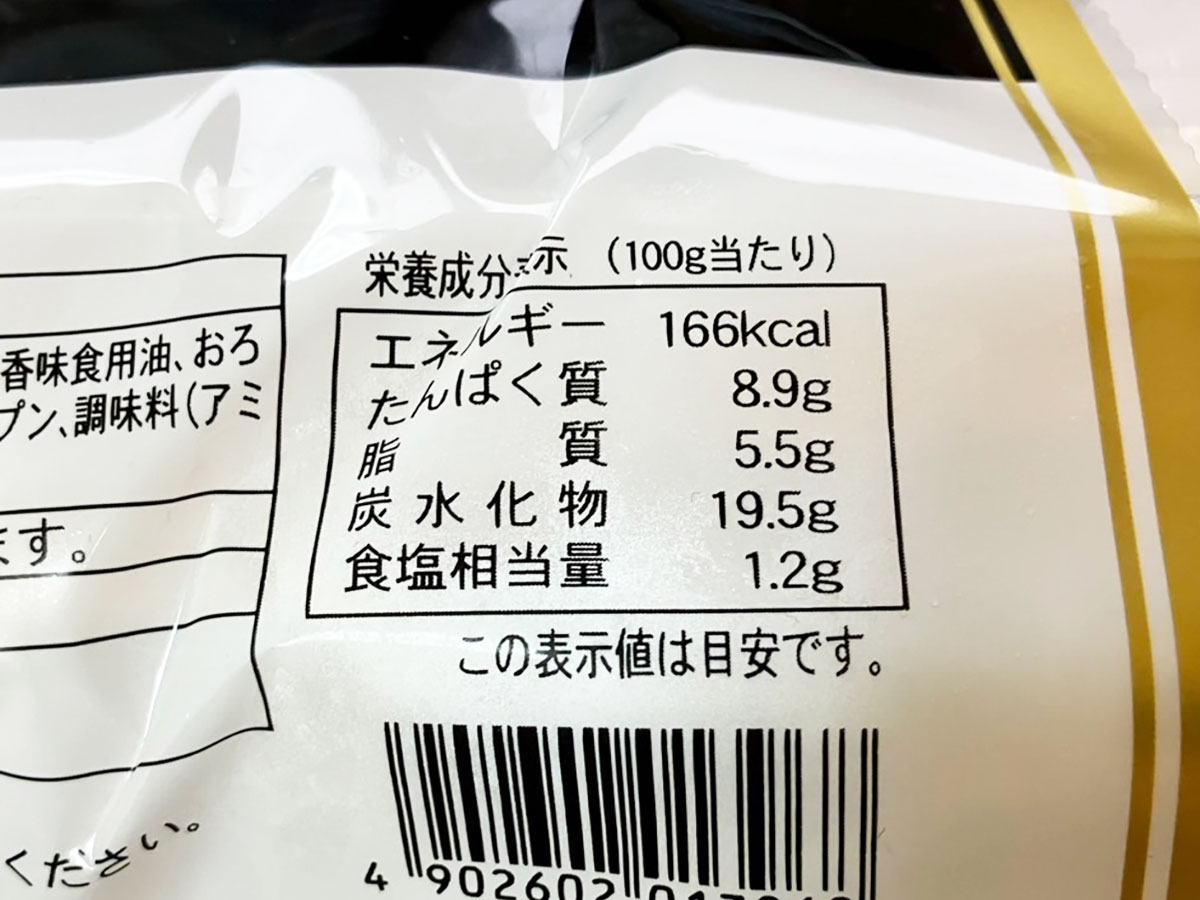 香味食用油、おろ
プン、調味料(アミ
ます。
ください。
栄養成分表示 (100g当たり)
エネルギー 166kcal
たんぱく質 8.9g
脂質 5.5g
炭水化物 19.5g
食塩相当量 1.2g
この表示値は目安です。
4 902602